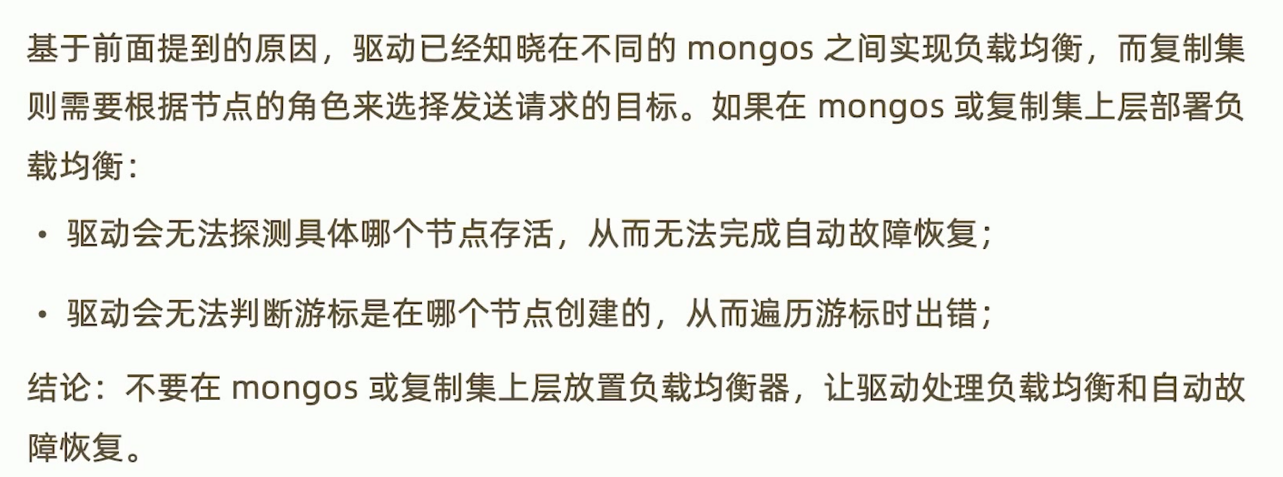 基于前面提到的原因，驱动已经知晓在不同的 mongos 之间实现负载均衡，而复制集
则需要根据节点的角色来选择发送请求的目标。如果在 mongos 或复制集上层部署负
载均衡：
• 驱动会无法探测具体哪个节点存活，从而无法完成自动故障恢复；
• 驱动会无法判断游标是在哪个节点创建的，从而遍历游标时出错；
结论：不要在 mongos 或复制集上层放置负载均衡器，让驱动处理负载均衡和自动故
障恢复。